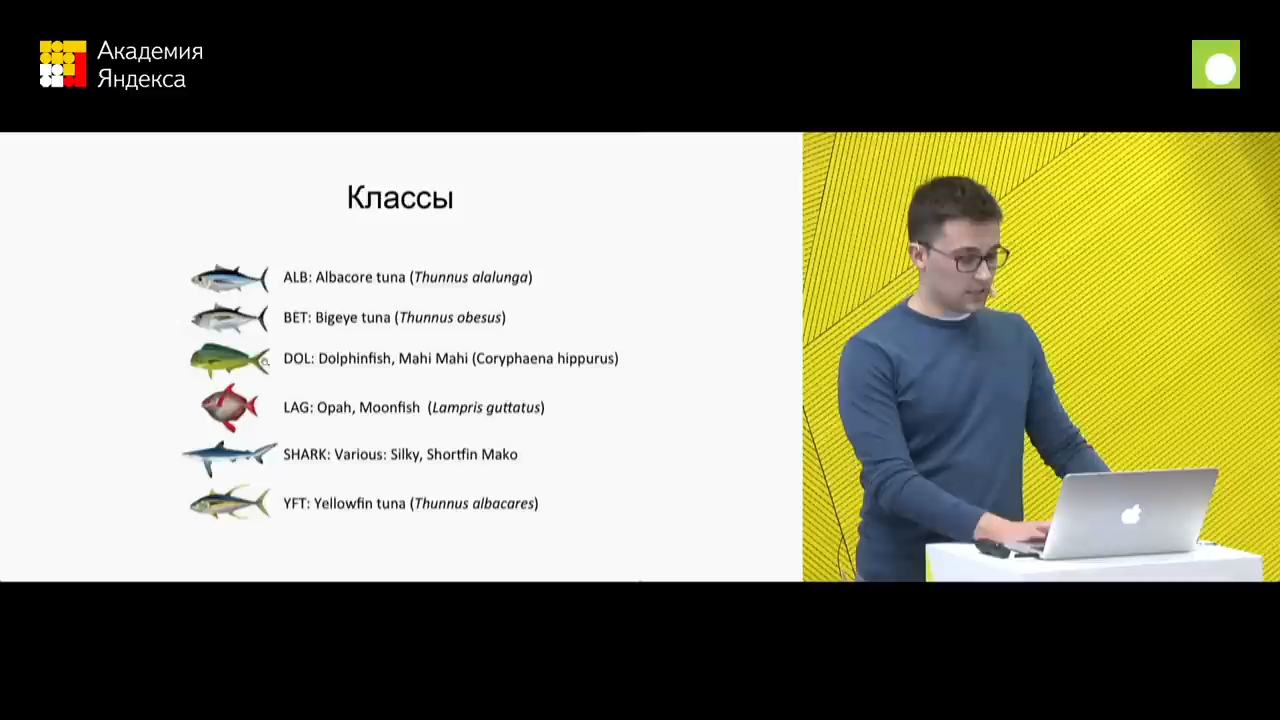 Академия
Яндекса
Классы
ALB: Albacore tuna (Thunnus alalunga)
BET: Bigeye tuna (Thunnus obesus)
DOL: Dolphinfish, Mahi Mahi (Coryphaena hippurus)
LAG: Opah, Moonfish (Lampris guttatus)
SHARK: Various: Silky, Shortfin Mako
YFT: Yellowfin tuna (Thunnus albacares)